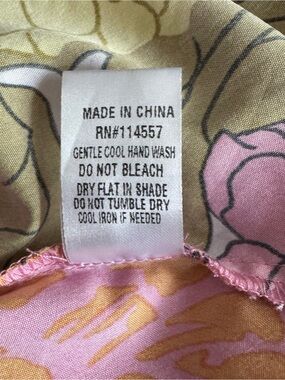 MADE IN CHINA
RN#114557
GENTLE COOL HAND WASH
DO NOT BLEACH
DRY FLAT IN SHADE
DO NOT TUMBLE DRY
COOL IRON IF NEEDED